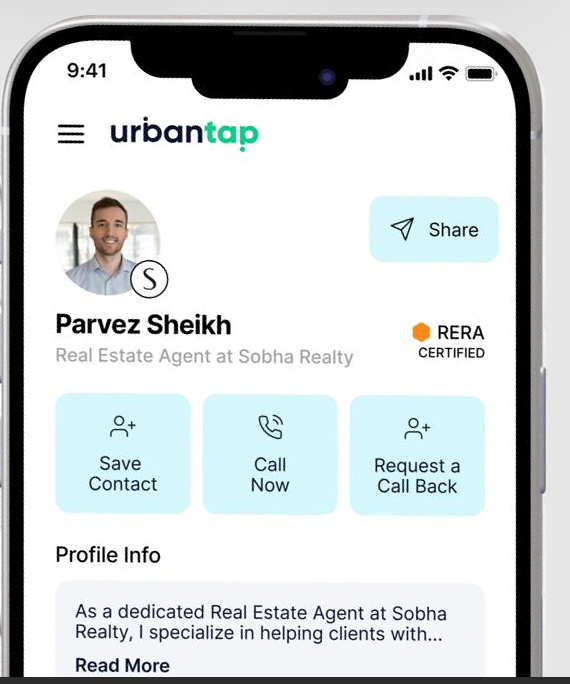 9:41
urbantap
S
Share
Parvez Sheikh
Real Estate Agent at Sobha Realty
RERA
CERTIFIED
Save
Contact
Call
Now
Request a
Call Back
Profile Info
As a dedicated Real Estate Agent at Sobha
Realty, I specialize in helping clients with...
Read More